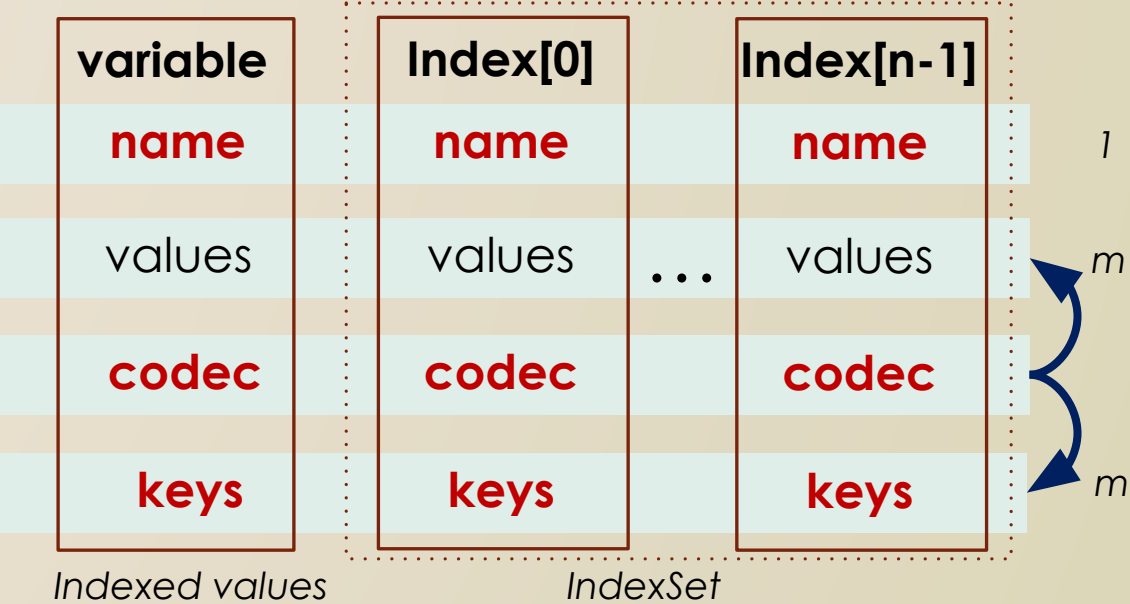 variable Index[0] Index[n-1]
name name name 1
values values ... values m
codec codec codec
keys keys keys m
Indexed values IndexSet